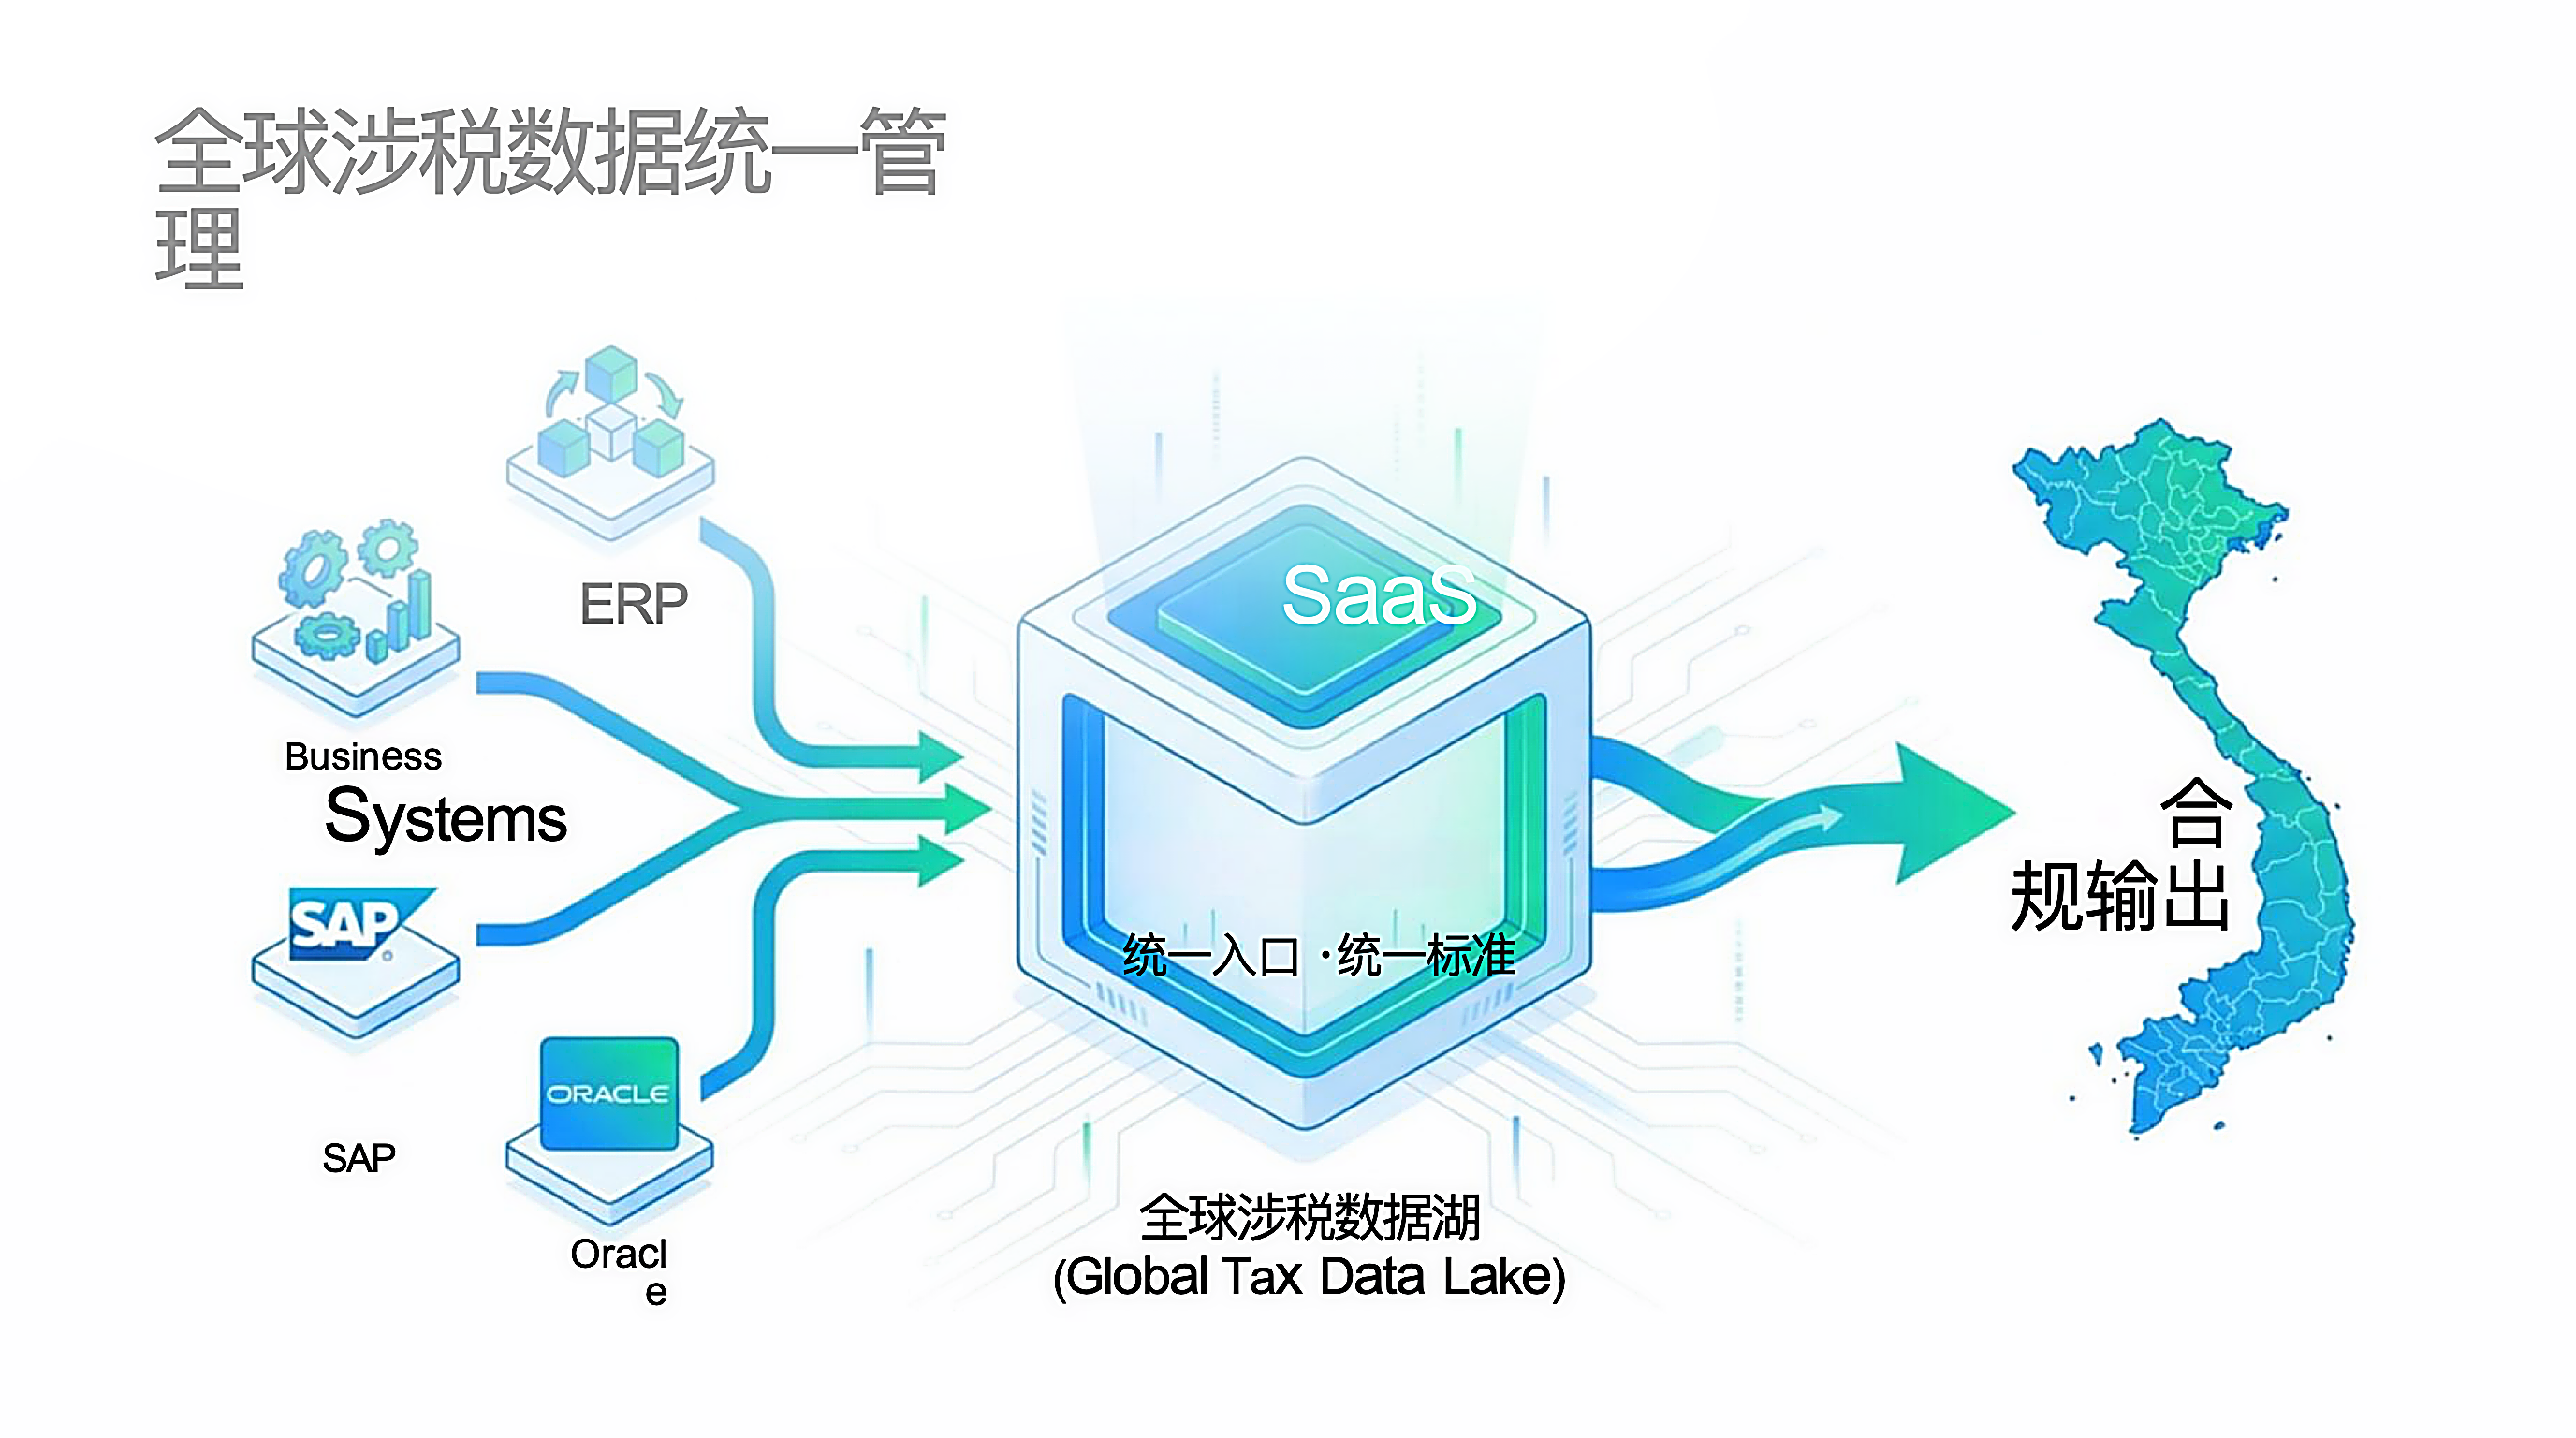 全球涉税数据统一管
理
ERP
Business
Systems
SAP
SAP
ORACLE
Oracl
e
SaaS
统一入口 ·统一标准
全球涉税数据湖
(Global Tax Data Lake)
合
规输出